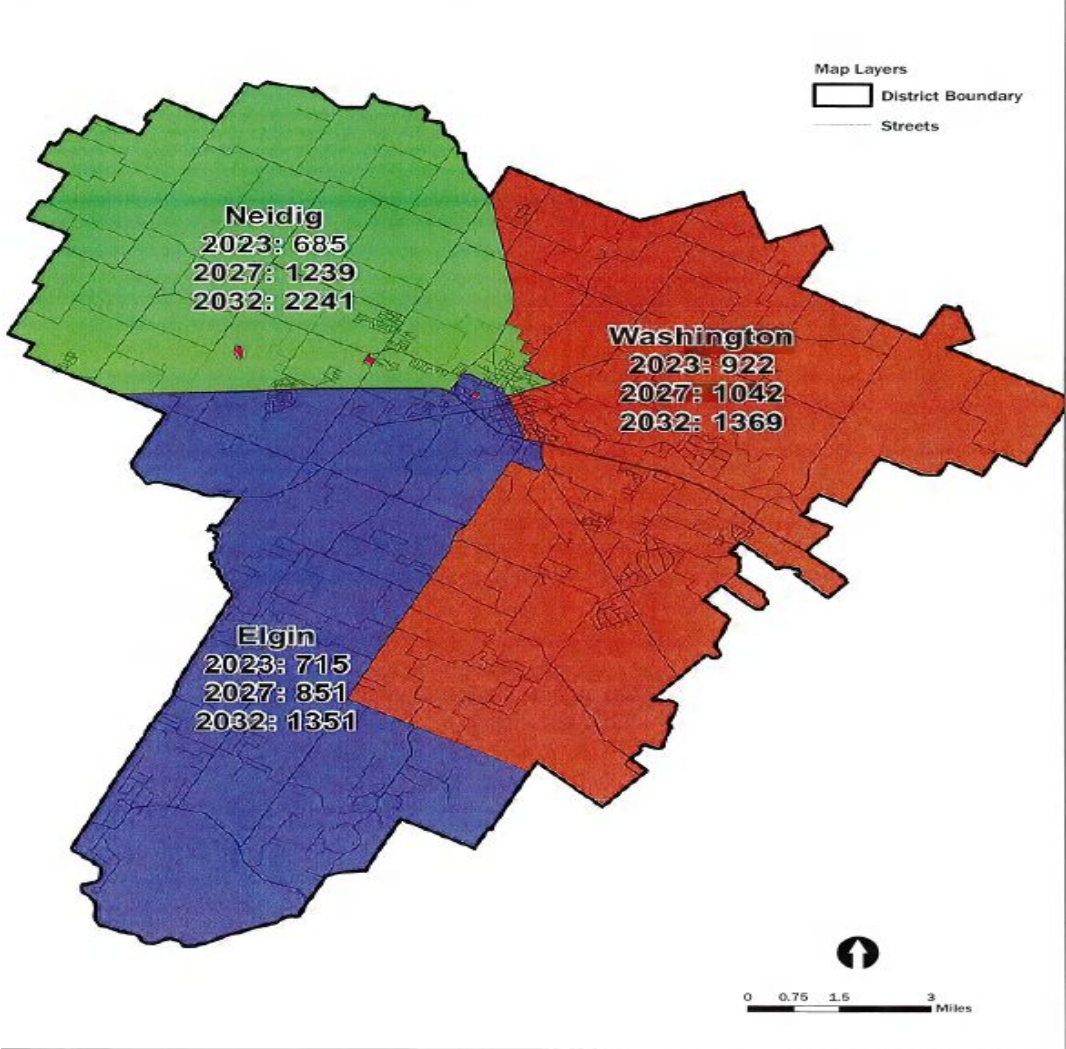 Map Layers
District Boundary
Streets
Neidig
2023: 685
2027: 1239
2032: 2241
Washington
2023: 922
2027: 1042
2032: 1369
Elgin
2023: 715
2027: 851
2032: 1351
0 0.75 1.5 3
Miles